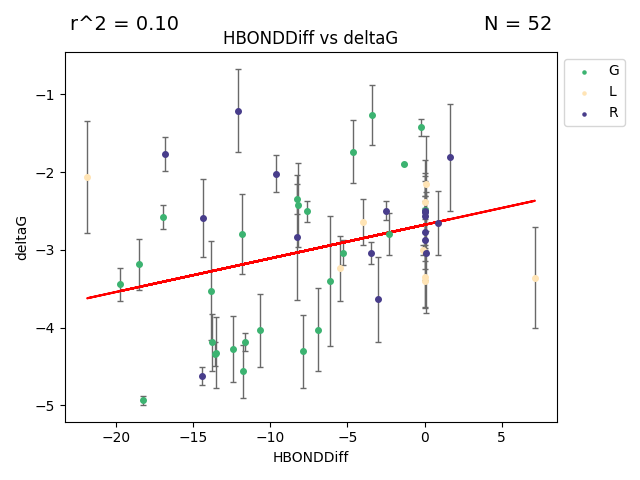 r^2 = 0.10
N = 52
HBONDDiff vs deltaG
G
L
R
−1
−2
−3
−4
−5
deltaG
−20
−15
−10
−5
0
5
HBONDDiff